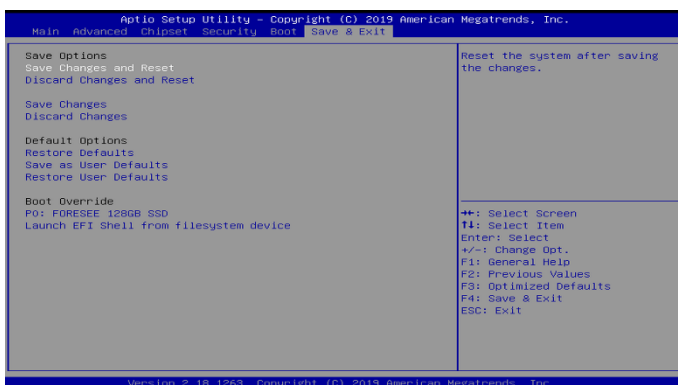 Aptio Setup Utility – Copyright (C) 2019 American Megatrends, Inc.
Main Advanced Chipset Security Boot Save & Exit
Save Options
Save Changes and Reset
Discard Changes and Reset
Save Changes
Discard Changes
Default Options
Restore Defaults
Save as User Defaults
Restore User Defaults
Boot Override
P0: FORESEE 128GB SSD
Launch EFI Shell from filesystem device
Reset the system after saving
the changes.
→←: Select Screen
↑↓: Select Item
Enter: Select
+/-: Change Opt.
F1: General Help
F2: Previous Values
F3: Optimized Defaults
F4: Save & Exit
ESC: Exit
Version 2.18.1263. Copyright (C) 2019 American Megatrends, Inc.